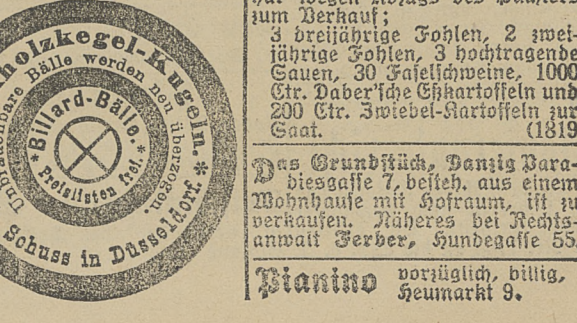 holzkegel-Kugeln. *
Unbrauchbare Bälle werden neu überzogen.
*Billard-Bälle.*
Preislisten frei.
Schuss in Düsseldorf.
zum Verkauf;
3 dreijährige Fohlen, 2 zwei-
jährige Fohlen, 3 hochtragende
Sauen, 30 Faselschweine, 1000
Ctr. Daber'sche Eßkartoffeln und
200 Ctr. Zwiebel-Kartoffeln zur
Saat. (1819
Das Grundstück, Danzig Para-
diesgasse 7, besteh. aus einem
Wohnhause mit Hofraum, ist zu
verkaufen. Näheres bei Rechts-
anwalt Ferber, Hundegasse 55.
Pianino vorzüglich, billig,
Heumarkt 9.